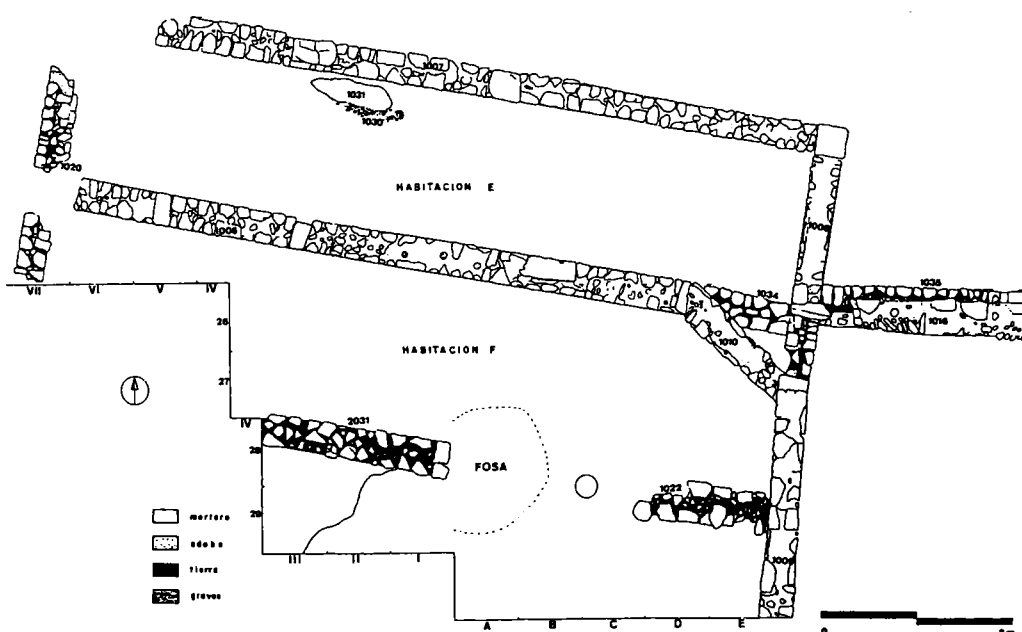 1007
1031
1030
1020
HABITACION E
1006
1008
1034
1035
1016
1010
VII VI V IV
26
27
HABITACION F
IV
28
29
2031
FOSA
1022
mortero
adobe
tierra
gravas
III II I
A B C D E
0